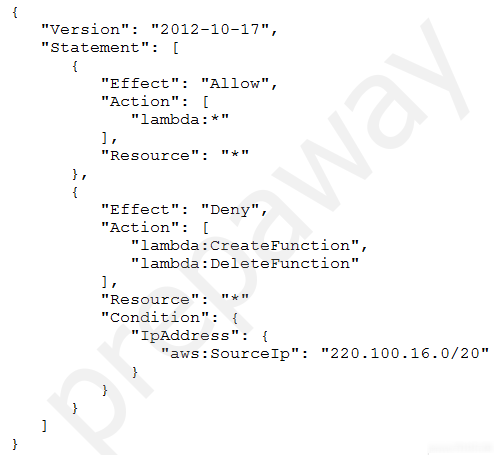 {
"Version": "2012-10-17",
"Statement": [
{
"Effect": "Allow",
"Action": [
"lambda:*"
],
"Resource": "*"
},
{
"Effect": "Deny",
"Action": [
"lambda:CreateFunction",
"lambda:DeleteFunction"
],
"Resource": "*"
"Condition": {
"IpAddress": {
"aws:SourceIp": "220.100.16.0/20"
}
}
}
]
}
prepaway